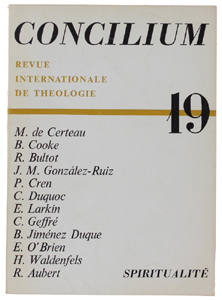 CONCILIUM
REVUE
INTERNATIONALE
DE THEOLOGIE
19
M. de Certeau
B. Cooke
R. Bultot
J. M. González-Ruiz
P. Cren
C. Duquoc
E. Larkin
C. Geffré
B. Jiménez Duque
E. O'Brien
H. Waldenfels
R. Aubert
SPIRITUALITÉ